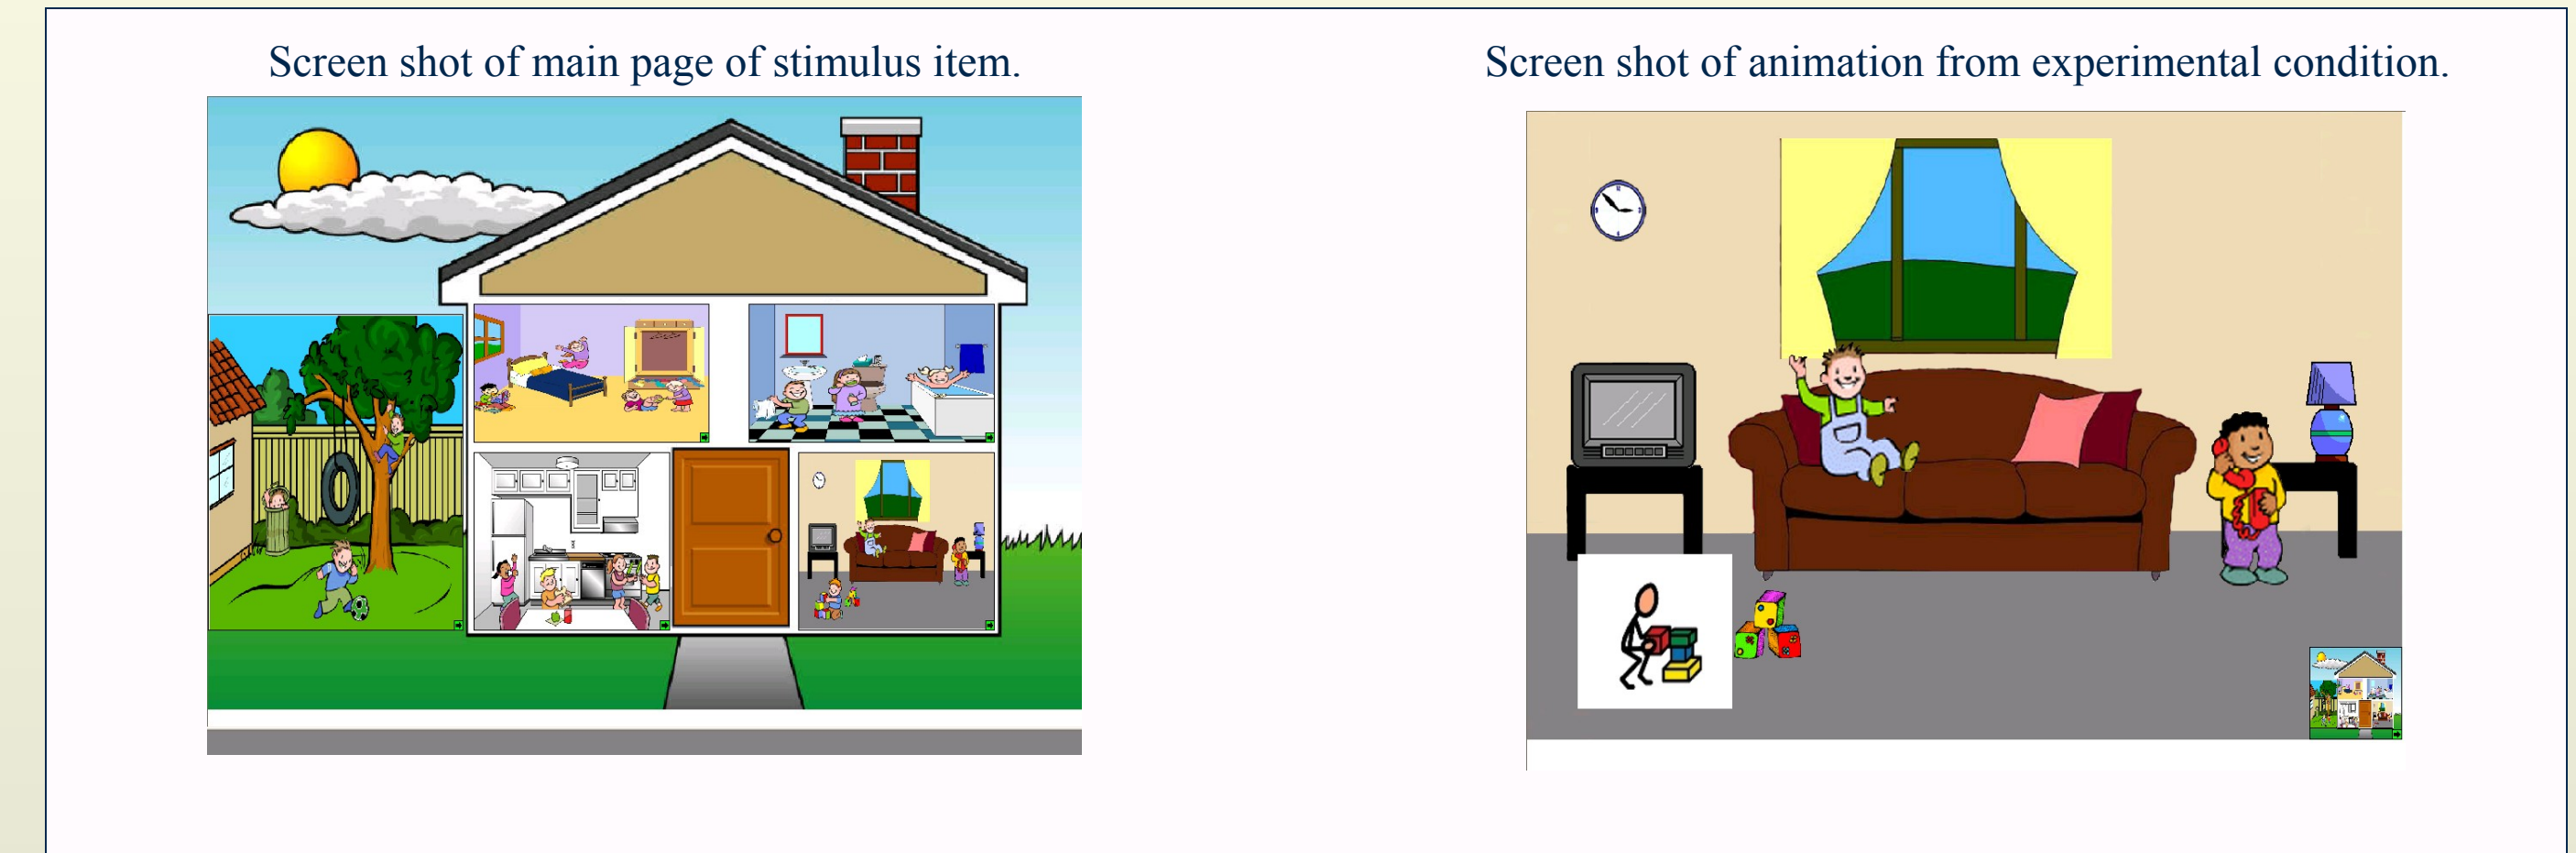 Screen shot of main page of stimulus item.
Screen shot of animation from experimental condition.